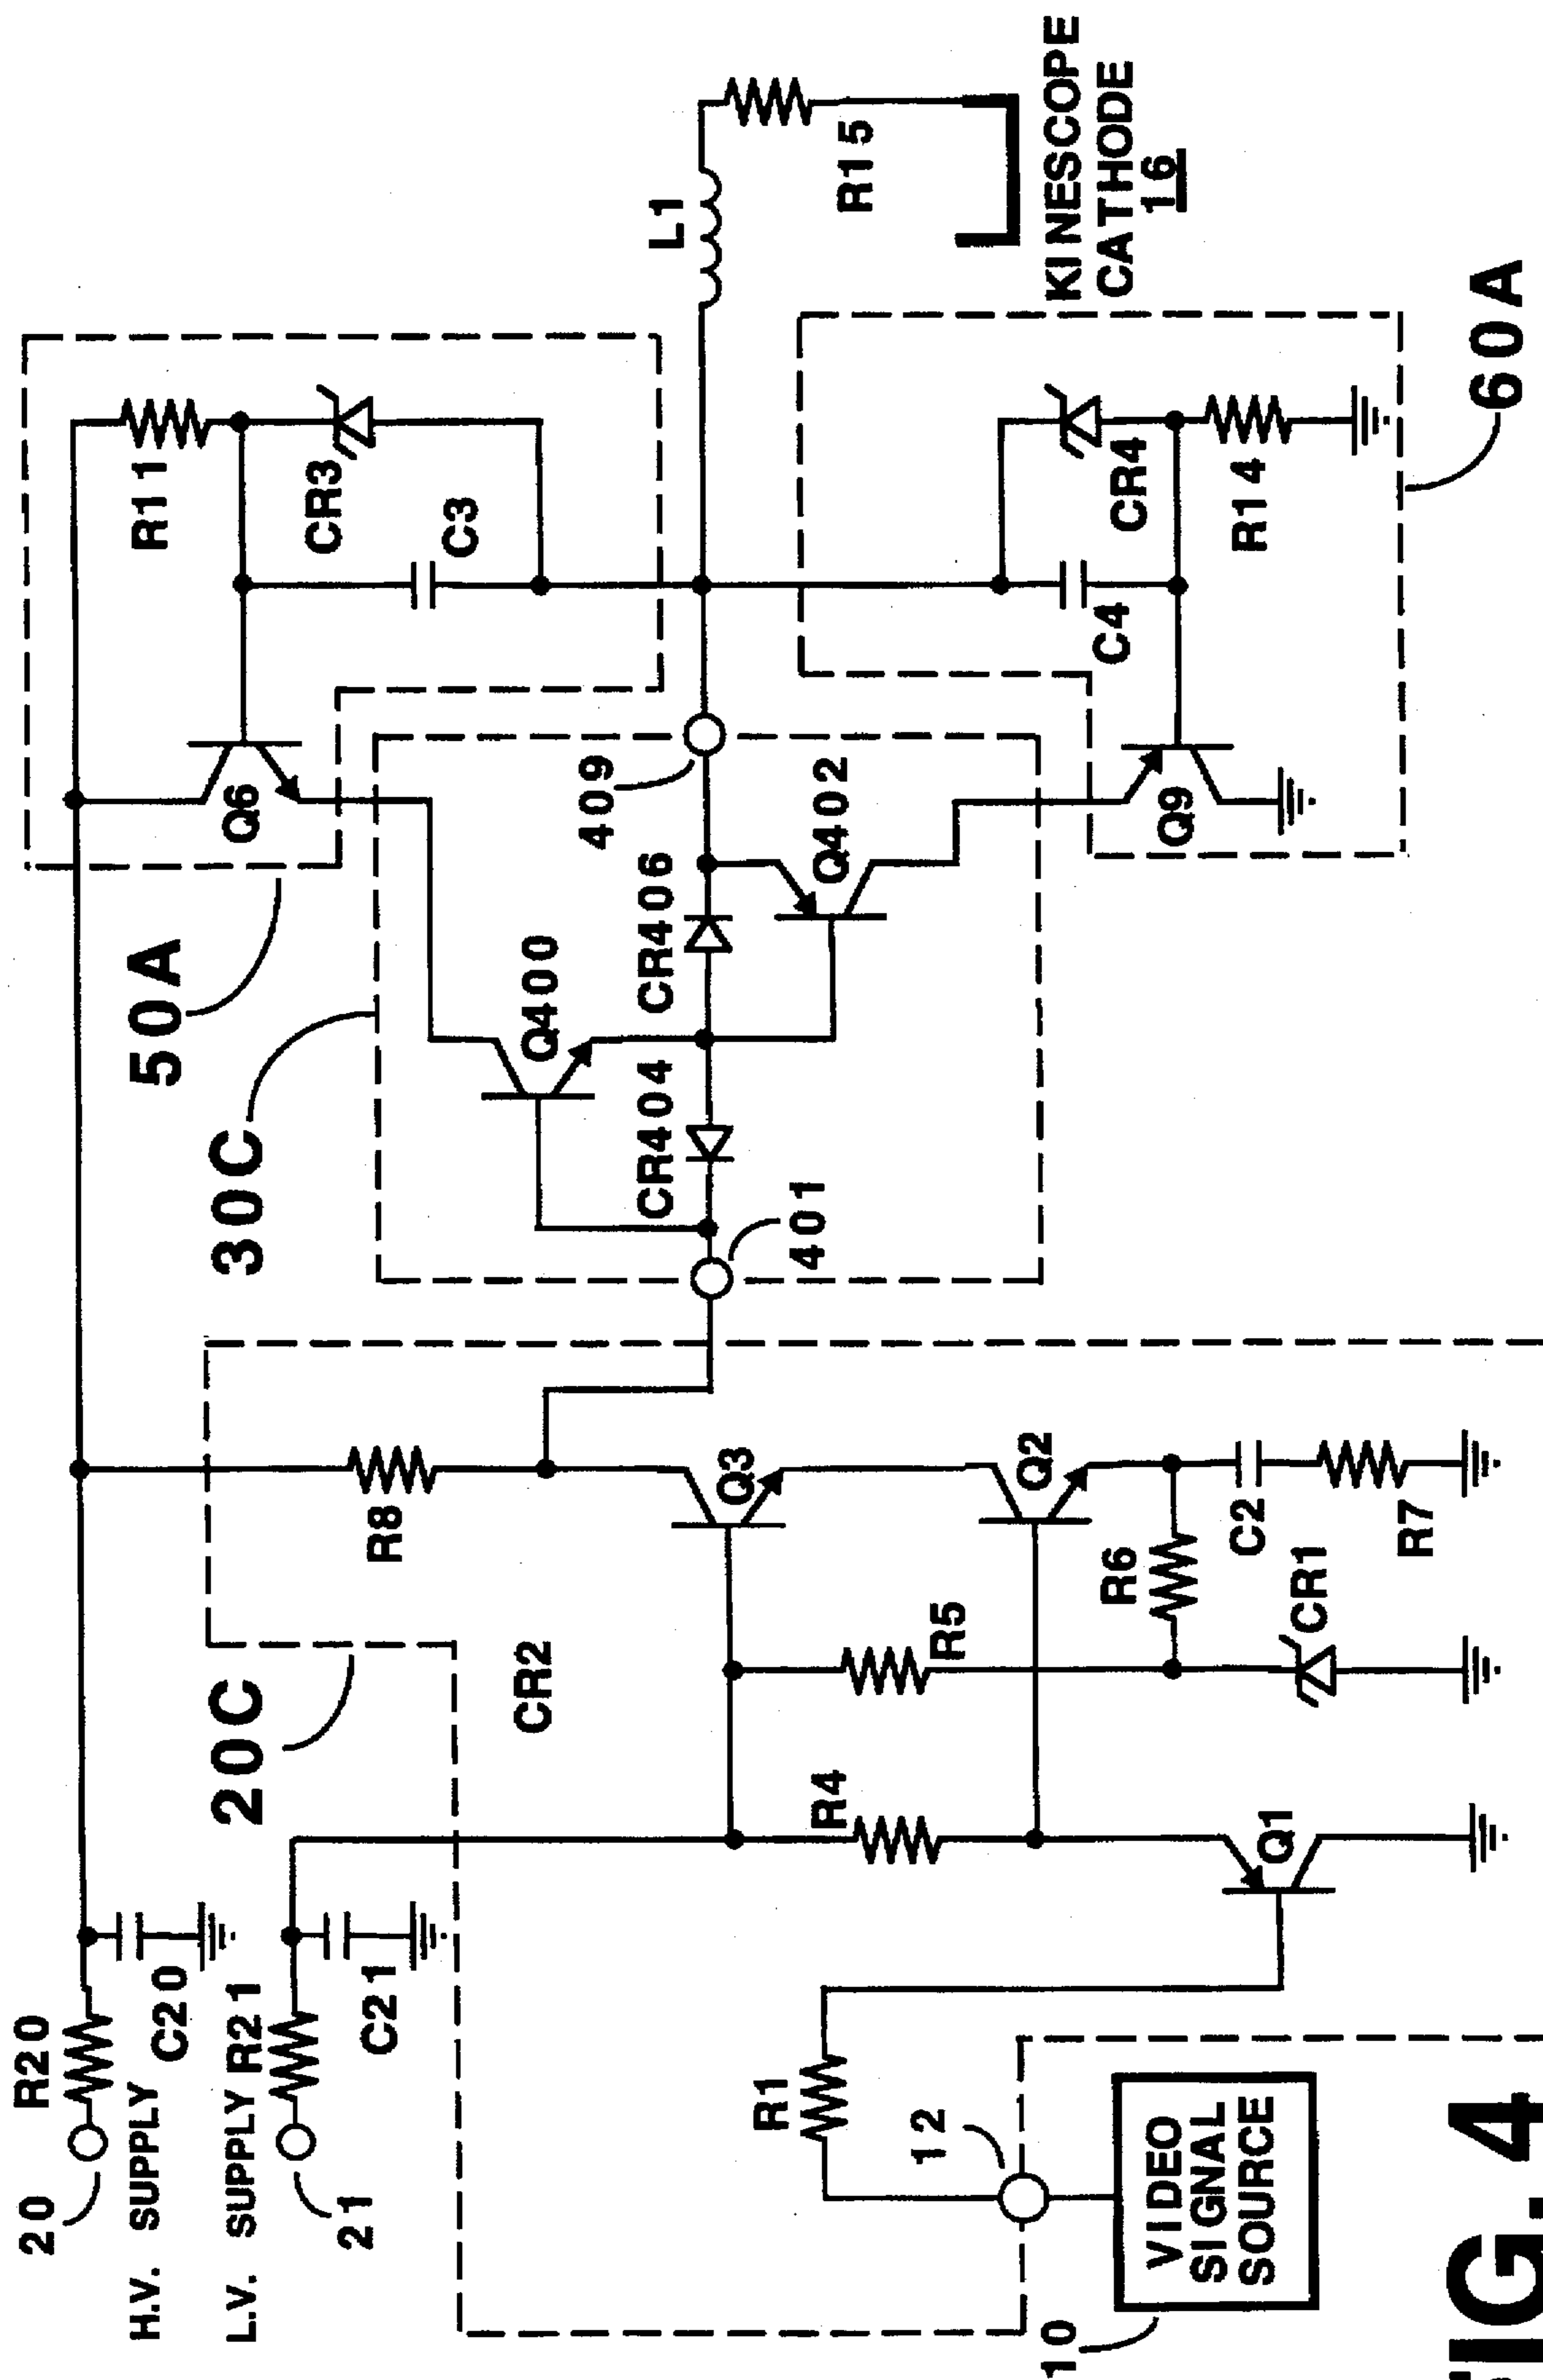 R20
20
H.V. SUPPLY
C20
L.V. SUPPLY
R21
21
C21
20C
R8
CR2
R4
R5
Q3
Q2
R6
C2
CR1
R7
Q1
R1
12
VIDEO
SIGNAL
SOURCE
10
30C
401
CR404
Q400
CR406
Q402
409
50A
Q6
R11
CR3
C3
L1
R15
KINESCOPE
CATHODE
16
C4
CR4
R14
Q9
60A
FIG. 4